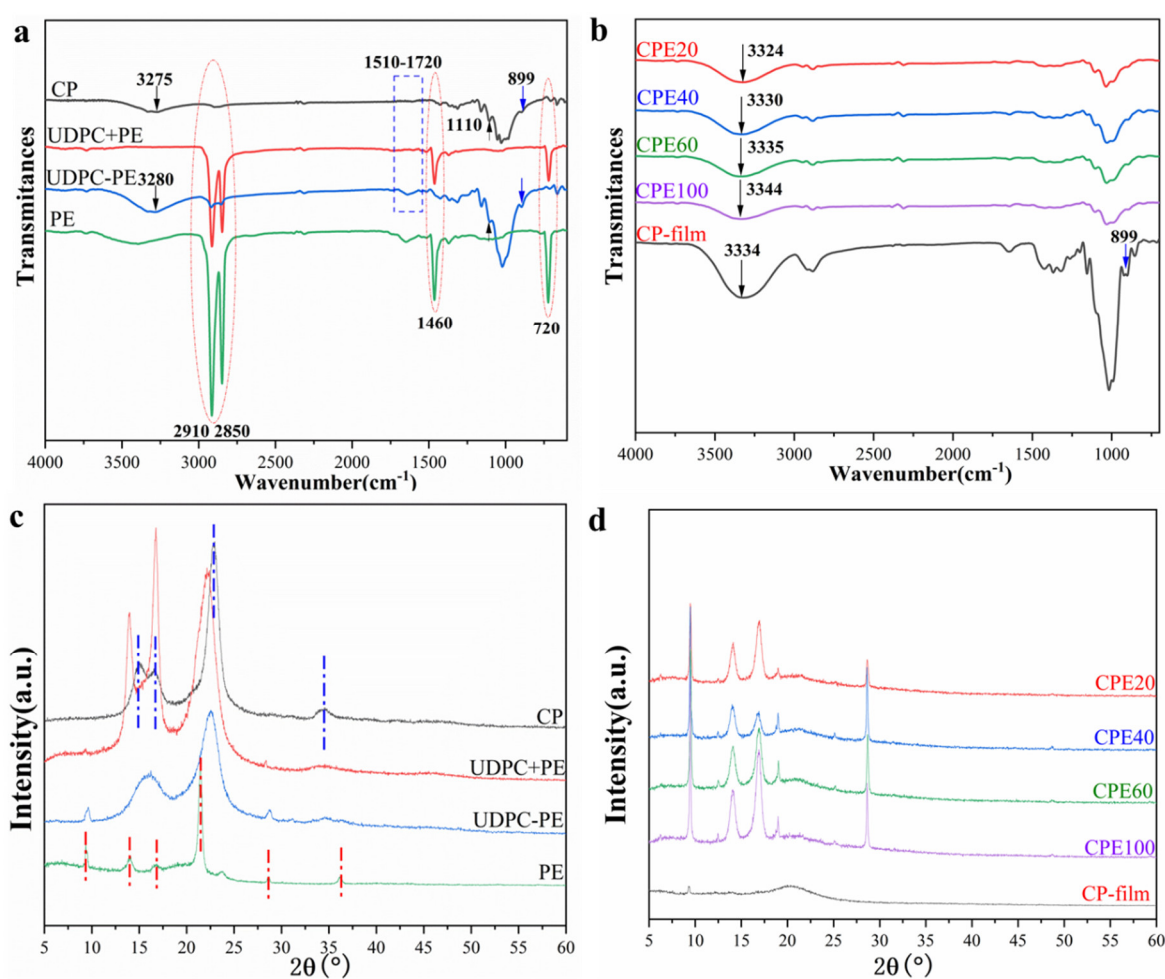 a
3275
1510-1720
899
CP
1110
UDPC+PE
UDPC-PE
3280
PE
1460
720
2910 2850
Transmitances
4000 3500 3000 2500 2000 1500 1000
Wavenumber(cm⁻¹)
b
CPE20
3324
CPE40
3330
CPE60
3335
CPE100
3344
CP-film
3334
899
Transmitances
4000 3500 3000 2500 2000 1500 1000
Wavenumber(cm⁻¹)
c
CP
UDPC+PE
UDPC-PE
PE
Intensity(a.u.)
5 10 15 20 25 30 35 40 45 50 55 60
2θ (°)
d
CPE20
CPE40
CPE60
CPE100
CP-film
Intensity(a.u.)
5 10 15 20 25 30 35 40 45 50 55 60
2θ (°)